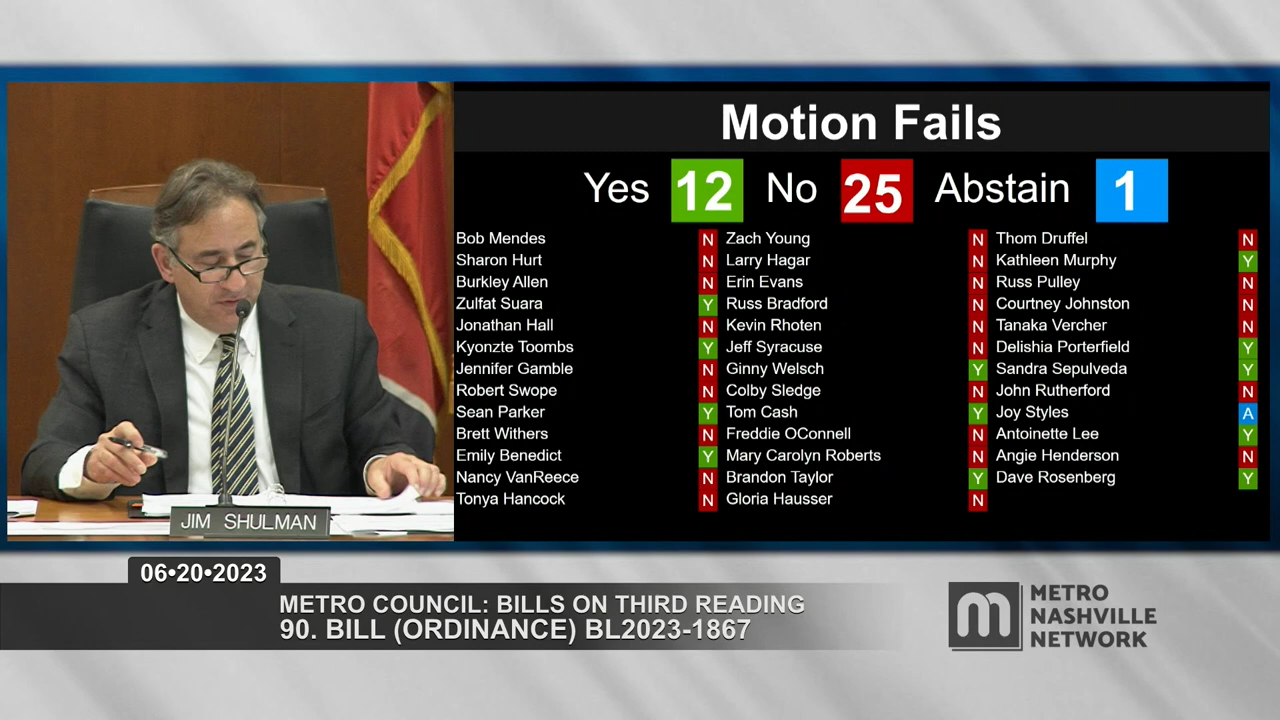 Motion Fails
Yes 12 No 25 Abstain 1
Bob Mendes N Zach Young N Thom Druffel N
Sharon Hurt N Larry Hagar N Kathleen Murphy Y
Burkley Allen N Erin Evans N Russ Pulley N
Zulfat Suara Y Russ Bradford N Courtney Johnston N
Jonathan Hall N Kevin Rhoten N Tanaka Vercher N
Kyonzte Toombs Y Jeff Syracuse N Delishia Porterfield Y
Jennifer Gamble N Ginny Welsch Y Sandra Sepulveda Y
Robert Swope N Colby Sledge N John Rutherford N
Sean Parker Y Tom Cash Y Joy Styles A
Brett Withers N Freddie OConnell N Antoinette Lee Y
Emily Benedict Y Mary Carolyn Roberts N Angie Henderson N
Nancy VanReece N Brandon Taylor Y Dave Rosenberg Y
Tonya Hancock N Gloria Hausser N
JIM SHULMAN
06•20•2023
METRO COUNCIL: BILLS ON THIRD READING
90. BILL (ORDINANCE) BL2023-1867
m METRO
NASHVILLE
NETWORK